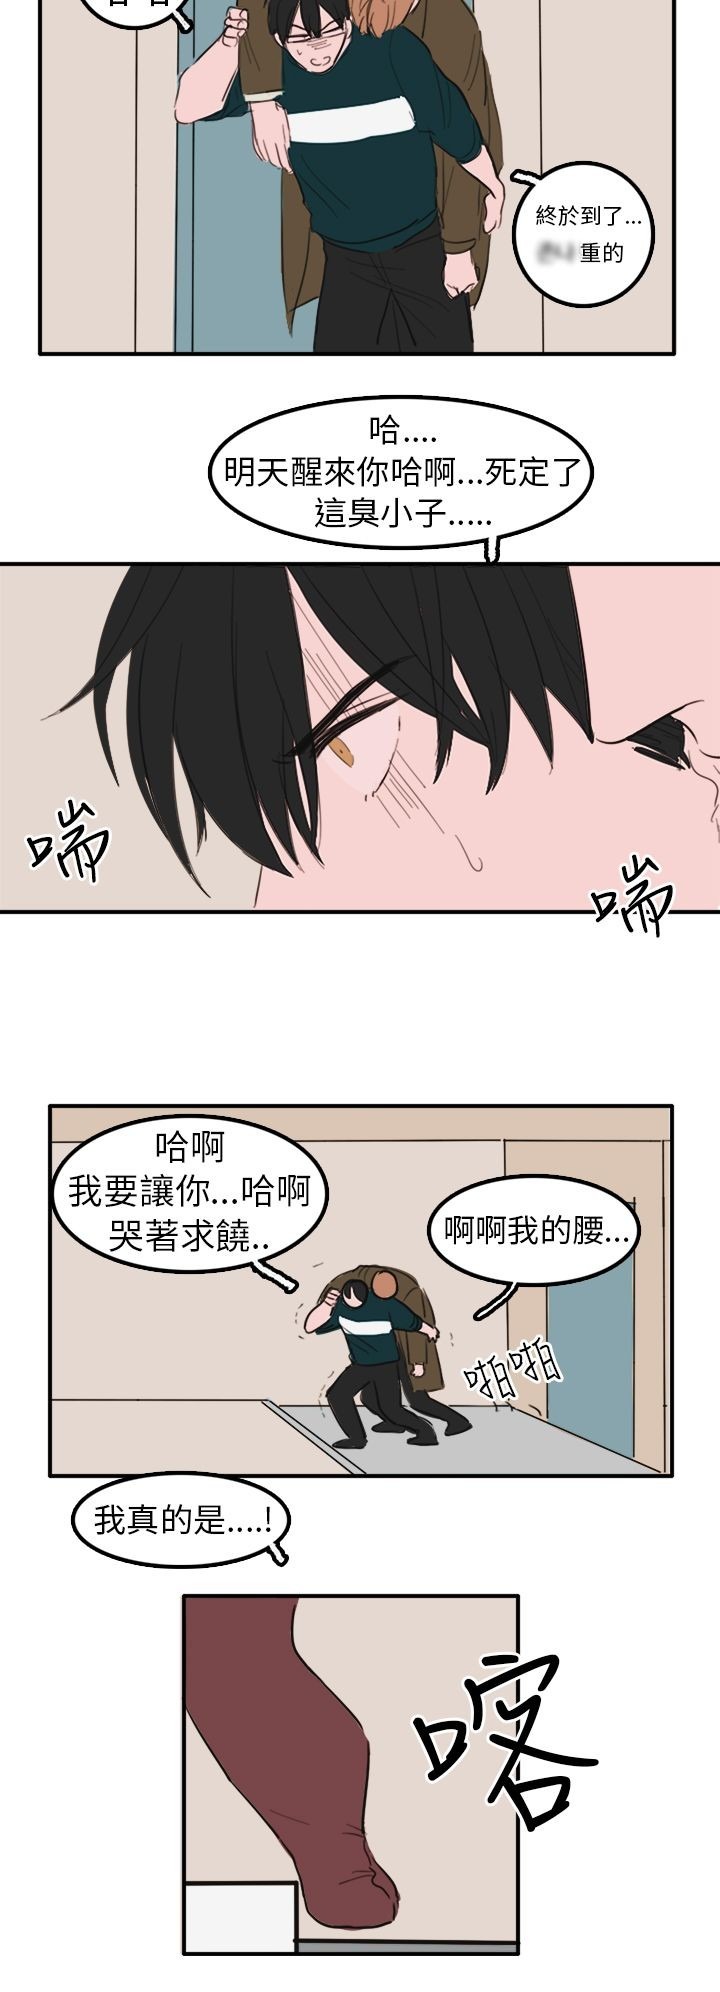 終於到了...
重的
哈....
明天醒來你哈啊...死定了
這臭小子.....
喘
喘
哈啊
我要讓你...哈啊
哭著求饒..
啊啊我的腰...
啪啪
我真的是....!
喀